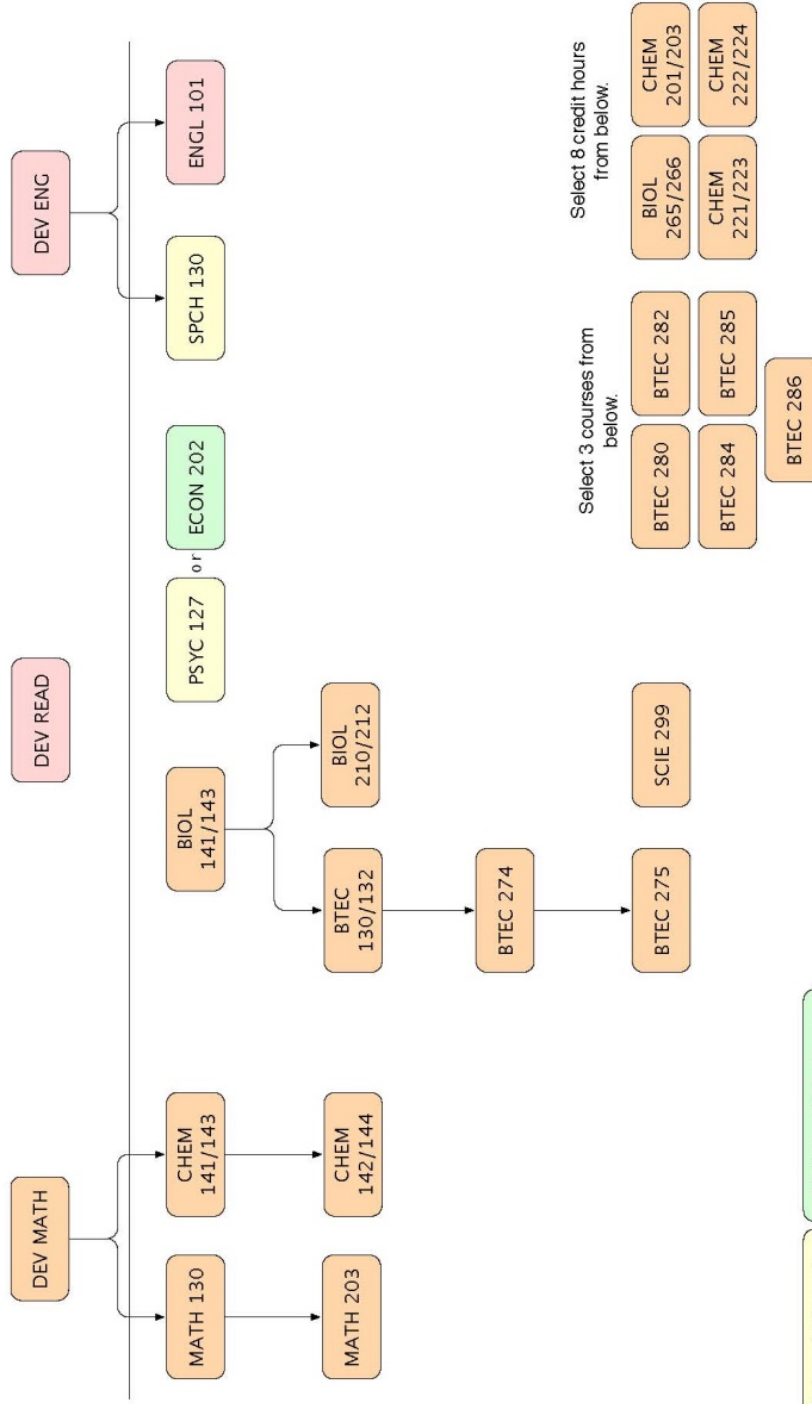 DEV MATH
DEV READ
DEV ENG
MATH 130
CHEM
141/143
BIOL
141/143
PSYC 127
or
ECON 202
SPCH 130
ENGL 101
MATH 203
CHEM
142/144
BTEC
130/132
BIOL
210/212
BTEC 274
BTEC 275
SCIE 299
Select 3 courses from
below.
BTEC 280
BTEC 282
BTEC 284
BTEC 285
BTEC 286
Select 8 credit hours
from below.
BIOL
265/266
CHEM
201/203
CHEM
221/223
CHEM
222/224